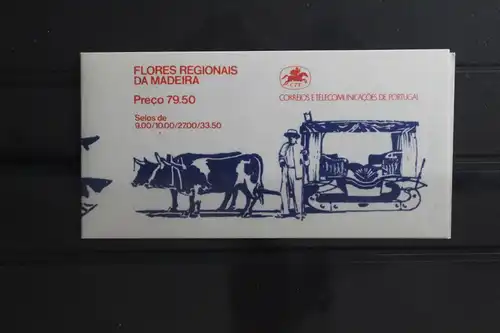 FLORES REGIONAIS
DA MADEIRA
Preço 79.50
Selos de
9.00/10.00/27.00/33.50
CTT
CORREIOS E TELECOMUNICAÇÕES DE PORTUGAL